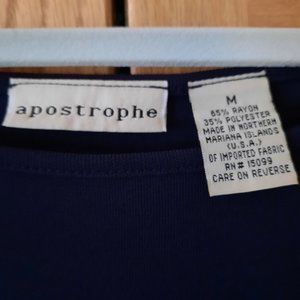 apostrophe
M
65% RAYON
35% POLYESTER
MADE IN NORTHERN
MARIANA ISLANDS
(U.S.A.)
OF IMPORTED FABRIC
RN# 15099
CARE ON REVERSE